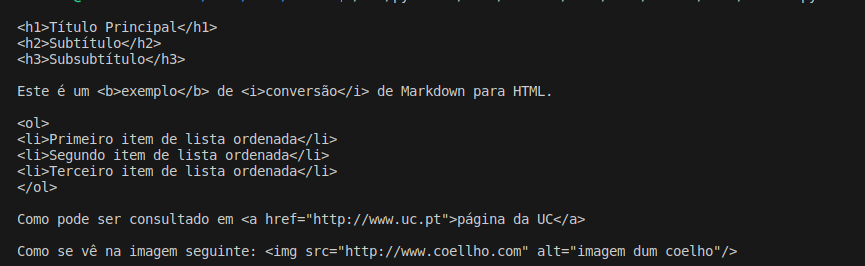 <h1>Título Principal</h1>
<h2>Subtítulo</h2>
<h3>Subsubtítulo</h3>
Este é um <b>exemplo</b> de <i>conversão</i> de Markdown para HTML.
<ol>
<li>Primeiro item de lista ordenada</li>
<li>Segundo item de lista ordenada</li>
<li>Terceiro item de lista ordenada</li>
</ol>
Como pode ser consultado em <a href="http://www.uc.pt">página da UC</a>
Como se vê na imagem seguinte: <img src="http://www.coellho.com" alt="imagem dum coelho"/>